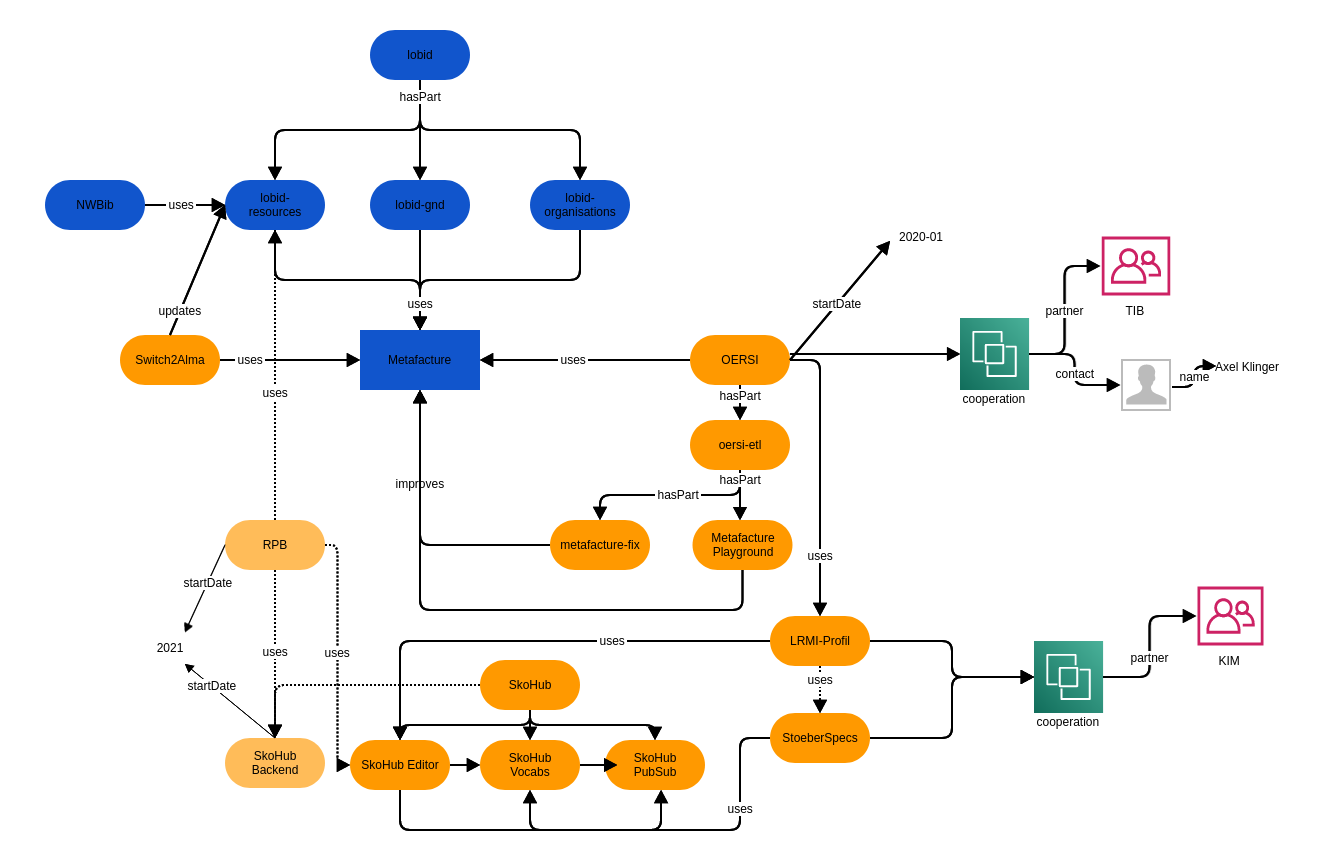 lobid
hasPart
NWBib
uses
lobid-
resources
lobid-gnd
lobid-
organisations
2020-01
startDate
updates
uses
partner
TIB
Switch2Alma
uses
Metafacture
uses
OERSI
cooperation
contact
name
Axel Klinger
uses
hasPart
oersi-etl
hasPart
hasPart
improves
RPB
metafacture-fix
Metafacture
Playground
uses
startDate
2021
startDate
uses
uses
uses
LRMI-Profil
uses
SkoHub
StoeberSpecs
cooperation
partner
KIM
SkoHub
Backend
SkoHub Editor
SkoHub
Vocabs
SkoHub
PubSub
uses